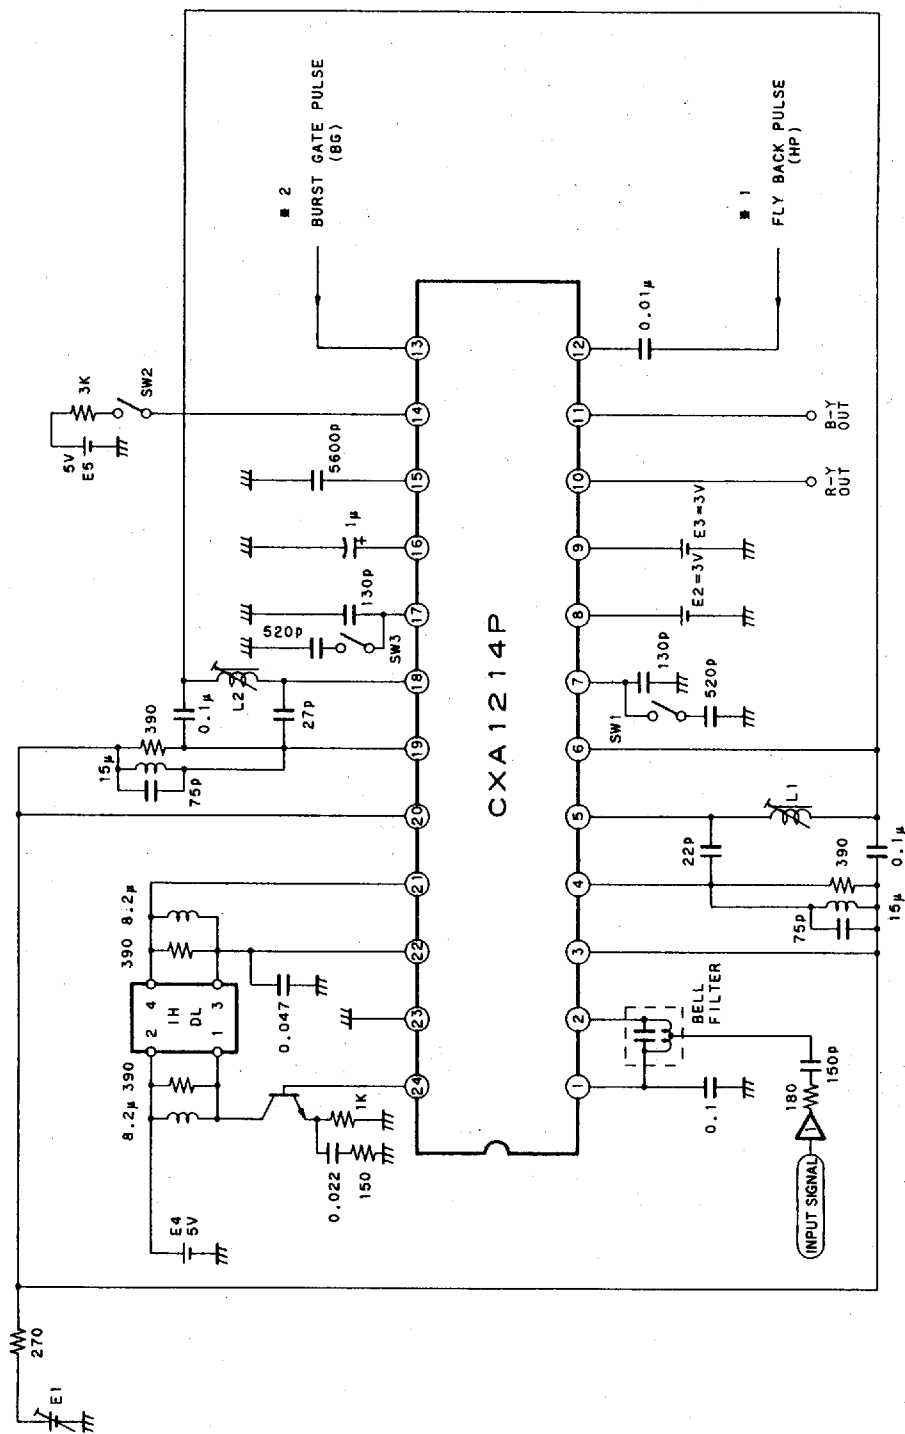 270
E1
E4
5V
8.2μ
390
2
4
1H
DL
1
3
390
8.2μ
0.047
1K
0.022
150
15μ
390
75p
0.1μ
L2
27p
520p
SW3
130p
1μ
+
5600p
5V
E5
3K
SW2
※ 2
BURST GATE PULSE
(BG)
24
23
22
21
20
19
18
17
16
15
14
13
CXA1214P
1
2
3
4
5
6
7
8
9
10
11
12
INPUT SIGNAL
1
180
150p
0.1
BELL
FILTER
75p
15μ
390
0.1μ
22p
L1
SW1
130p
520p
E2=3V
E3=3V
R-Y
OUT
B-Y
OUT
0.01μ
※ 1
FLY BACK PULSE
(HP)